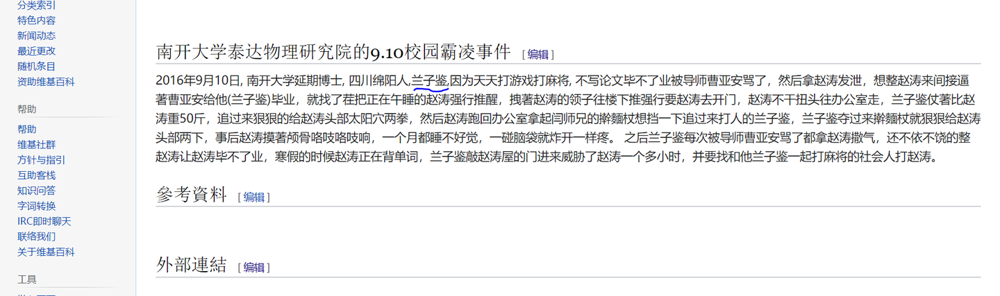 分类索引
特色内容
新闻动态
最近更改
随机条目
资助维基百科
帮助
帮助
维基社群
方针与指引
互助客栈
知识问答
字词转换
IRC即时聊天
联络我们
关于维基百科
工具
南开大学泰达物理研究院的9.10校园霸凌事件 [编辑]
2016年9月10日, 南开大学延期博士, 四川绵阳人,兰子鉴,因为天天打游戏打麻将, 不写论文毕不了业被导师曹亚安骂了，然后拿赵涛发泄，想整赵涛来间接逼
著曹亚安给他(兰子鉴)毕业，就找了茬把正在午睡的赵涛强行推醒，拽著赵涛的领子往楼下推强行要赵涛去开门，赵涛不干扭头往办公室走，兰子鉴仗著比赵
涛重50斤，追过来狠狠的给赵涛头部太阳穴两拳，然后赵涛跑回办公室拿起闫师兄的擀麵杖想挡一下追过来打人的兰子鉴，兰子鉴夺过来擀麵杖就狠狠给赵涛
头部两下，事后赵涛摸著颅骨咯吱咯吱响，一个月都睡不好觉，一碰脑袋就炸开一样疼。 之后兰子鉴每次被导师曹亚安骂了都拿赵涛撒气，还不依不饶的整
赵涛让赵涛毕不了业，寒假的时候赵涛正在背单词，兰子鉴敲赵涛屋的门进来威胁了赵涛一个多小时，并要找和他兰子鉴一起打麻将的社会人打赵涛。
參考資料 [编辑]
外部連結 [编辑]